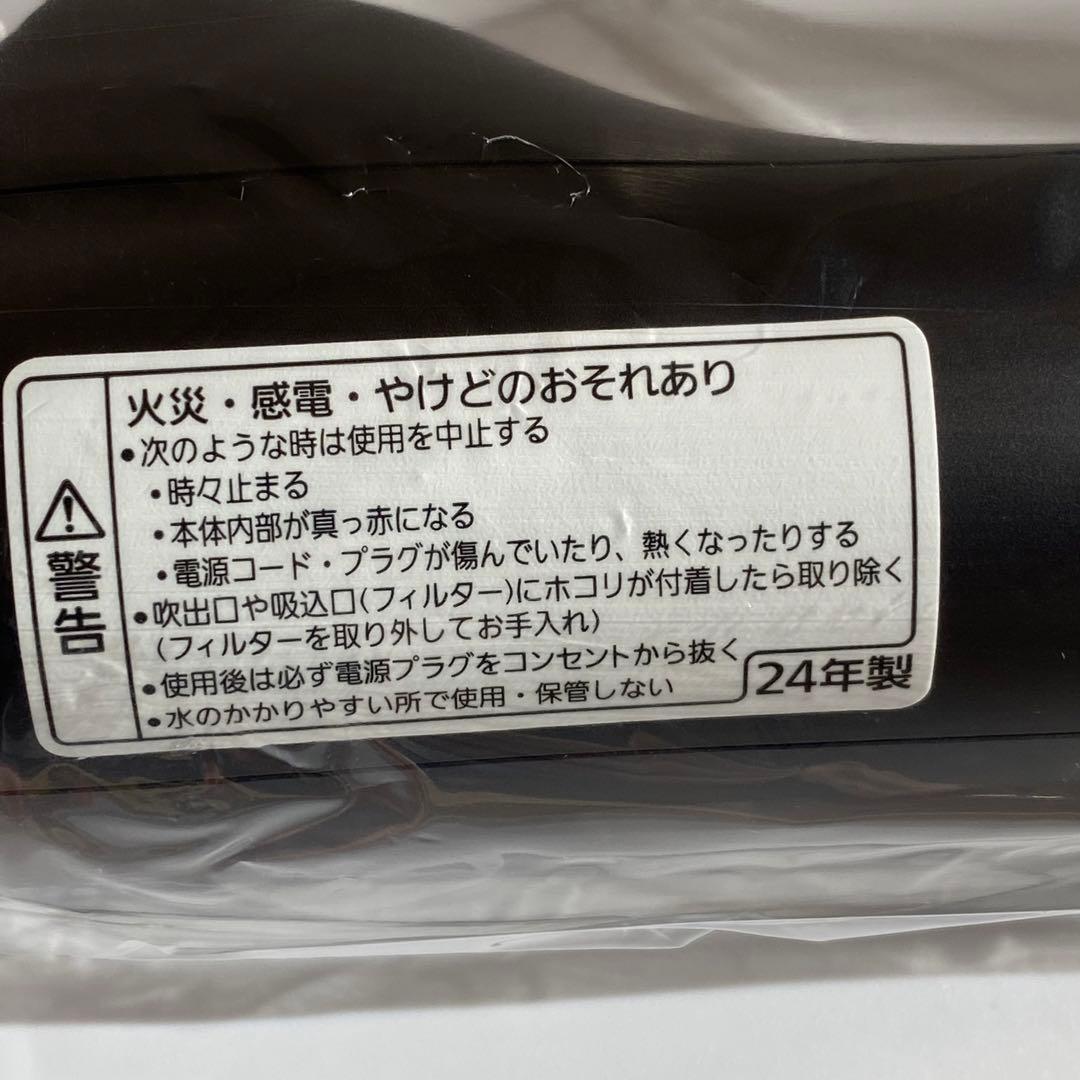 警告
火災・感電・やけどのおそれあり
●次のような時は使用を中止する
・時々止まる
・本体内部が真っ赤になる
・電源コード・プラグが傷んでいたり、熱くなったりする
●吹出口や吸込口(フィルター)にホコリが付着したら取り除く
(フィルターを取り外してお手入れ)
●使用後は必ず電源プラグをコンセントから抜く
●水のかかりやすい所で使用・保管しない
24年製